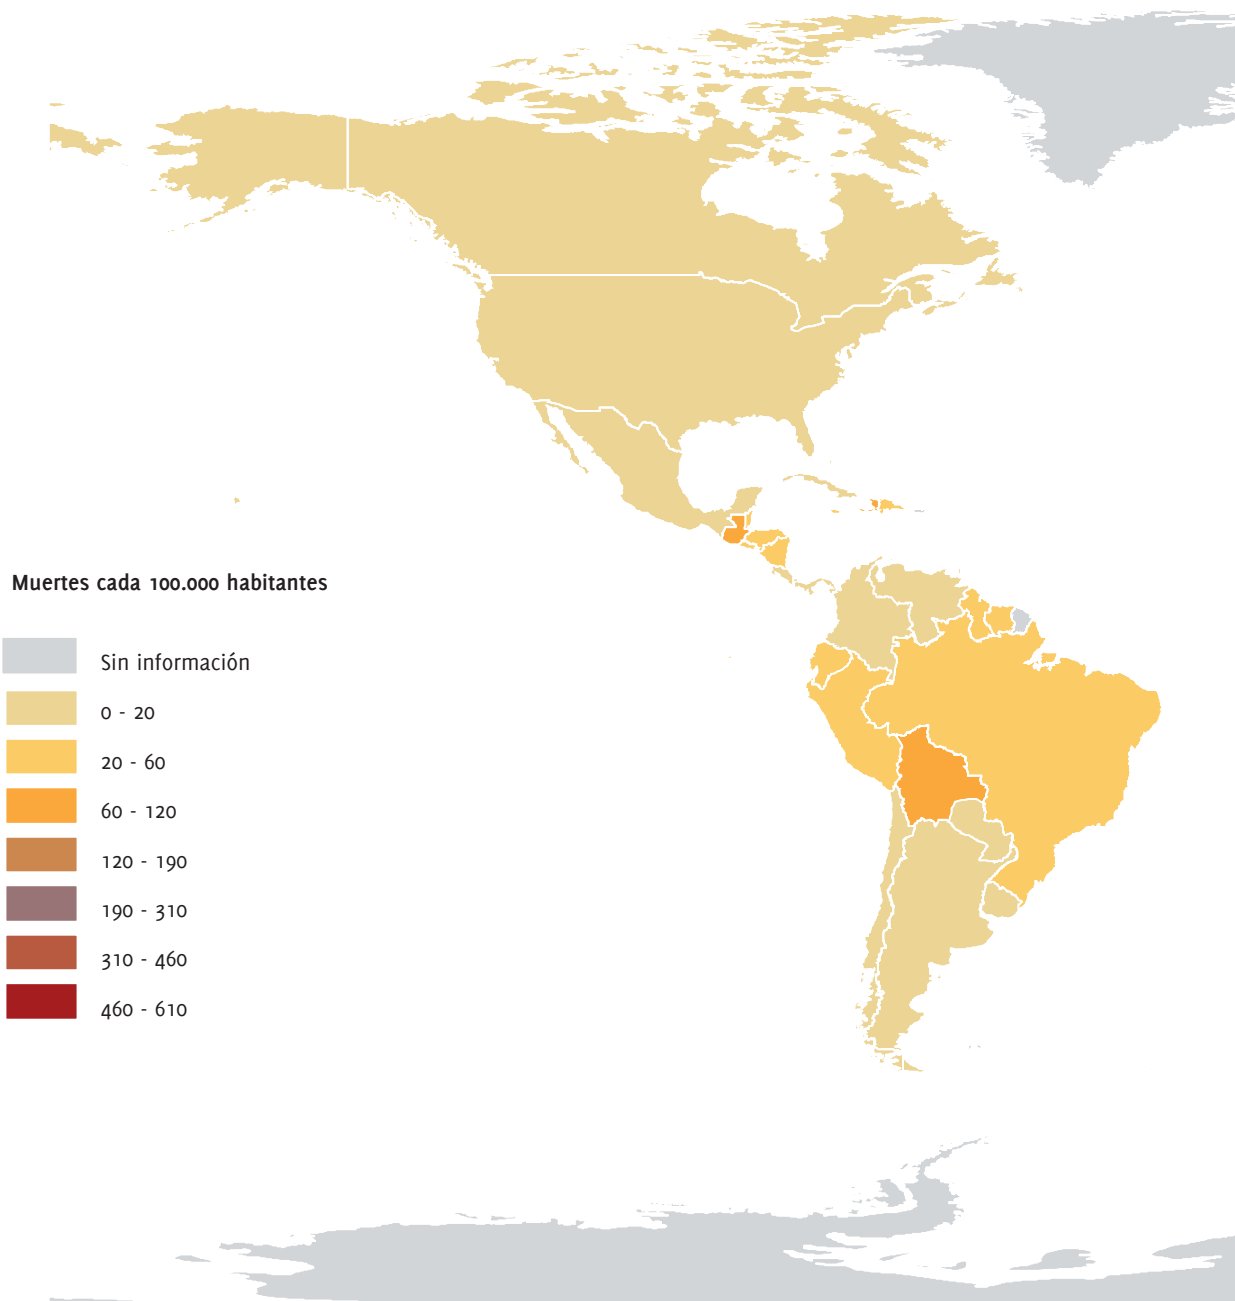 Muertes cada 100.000 habitantes
Sin información
0 - 20
20 - 60
60 - 120
120 - 190
190 - 310
310 - 460
460 - 610